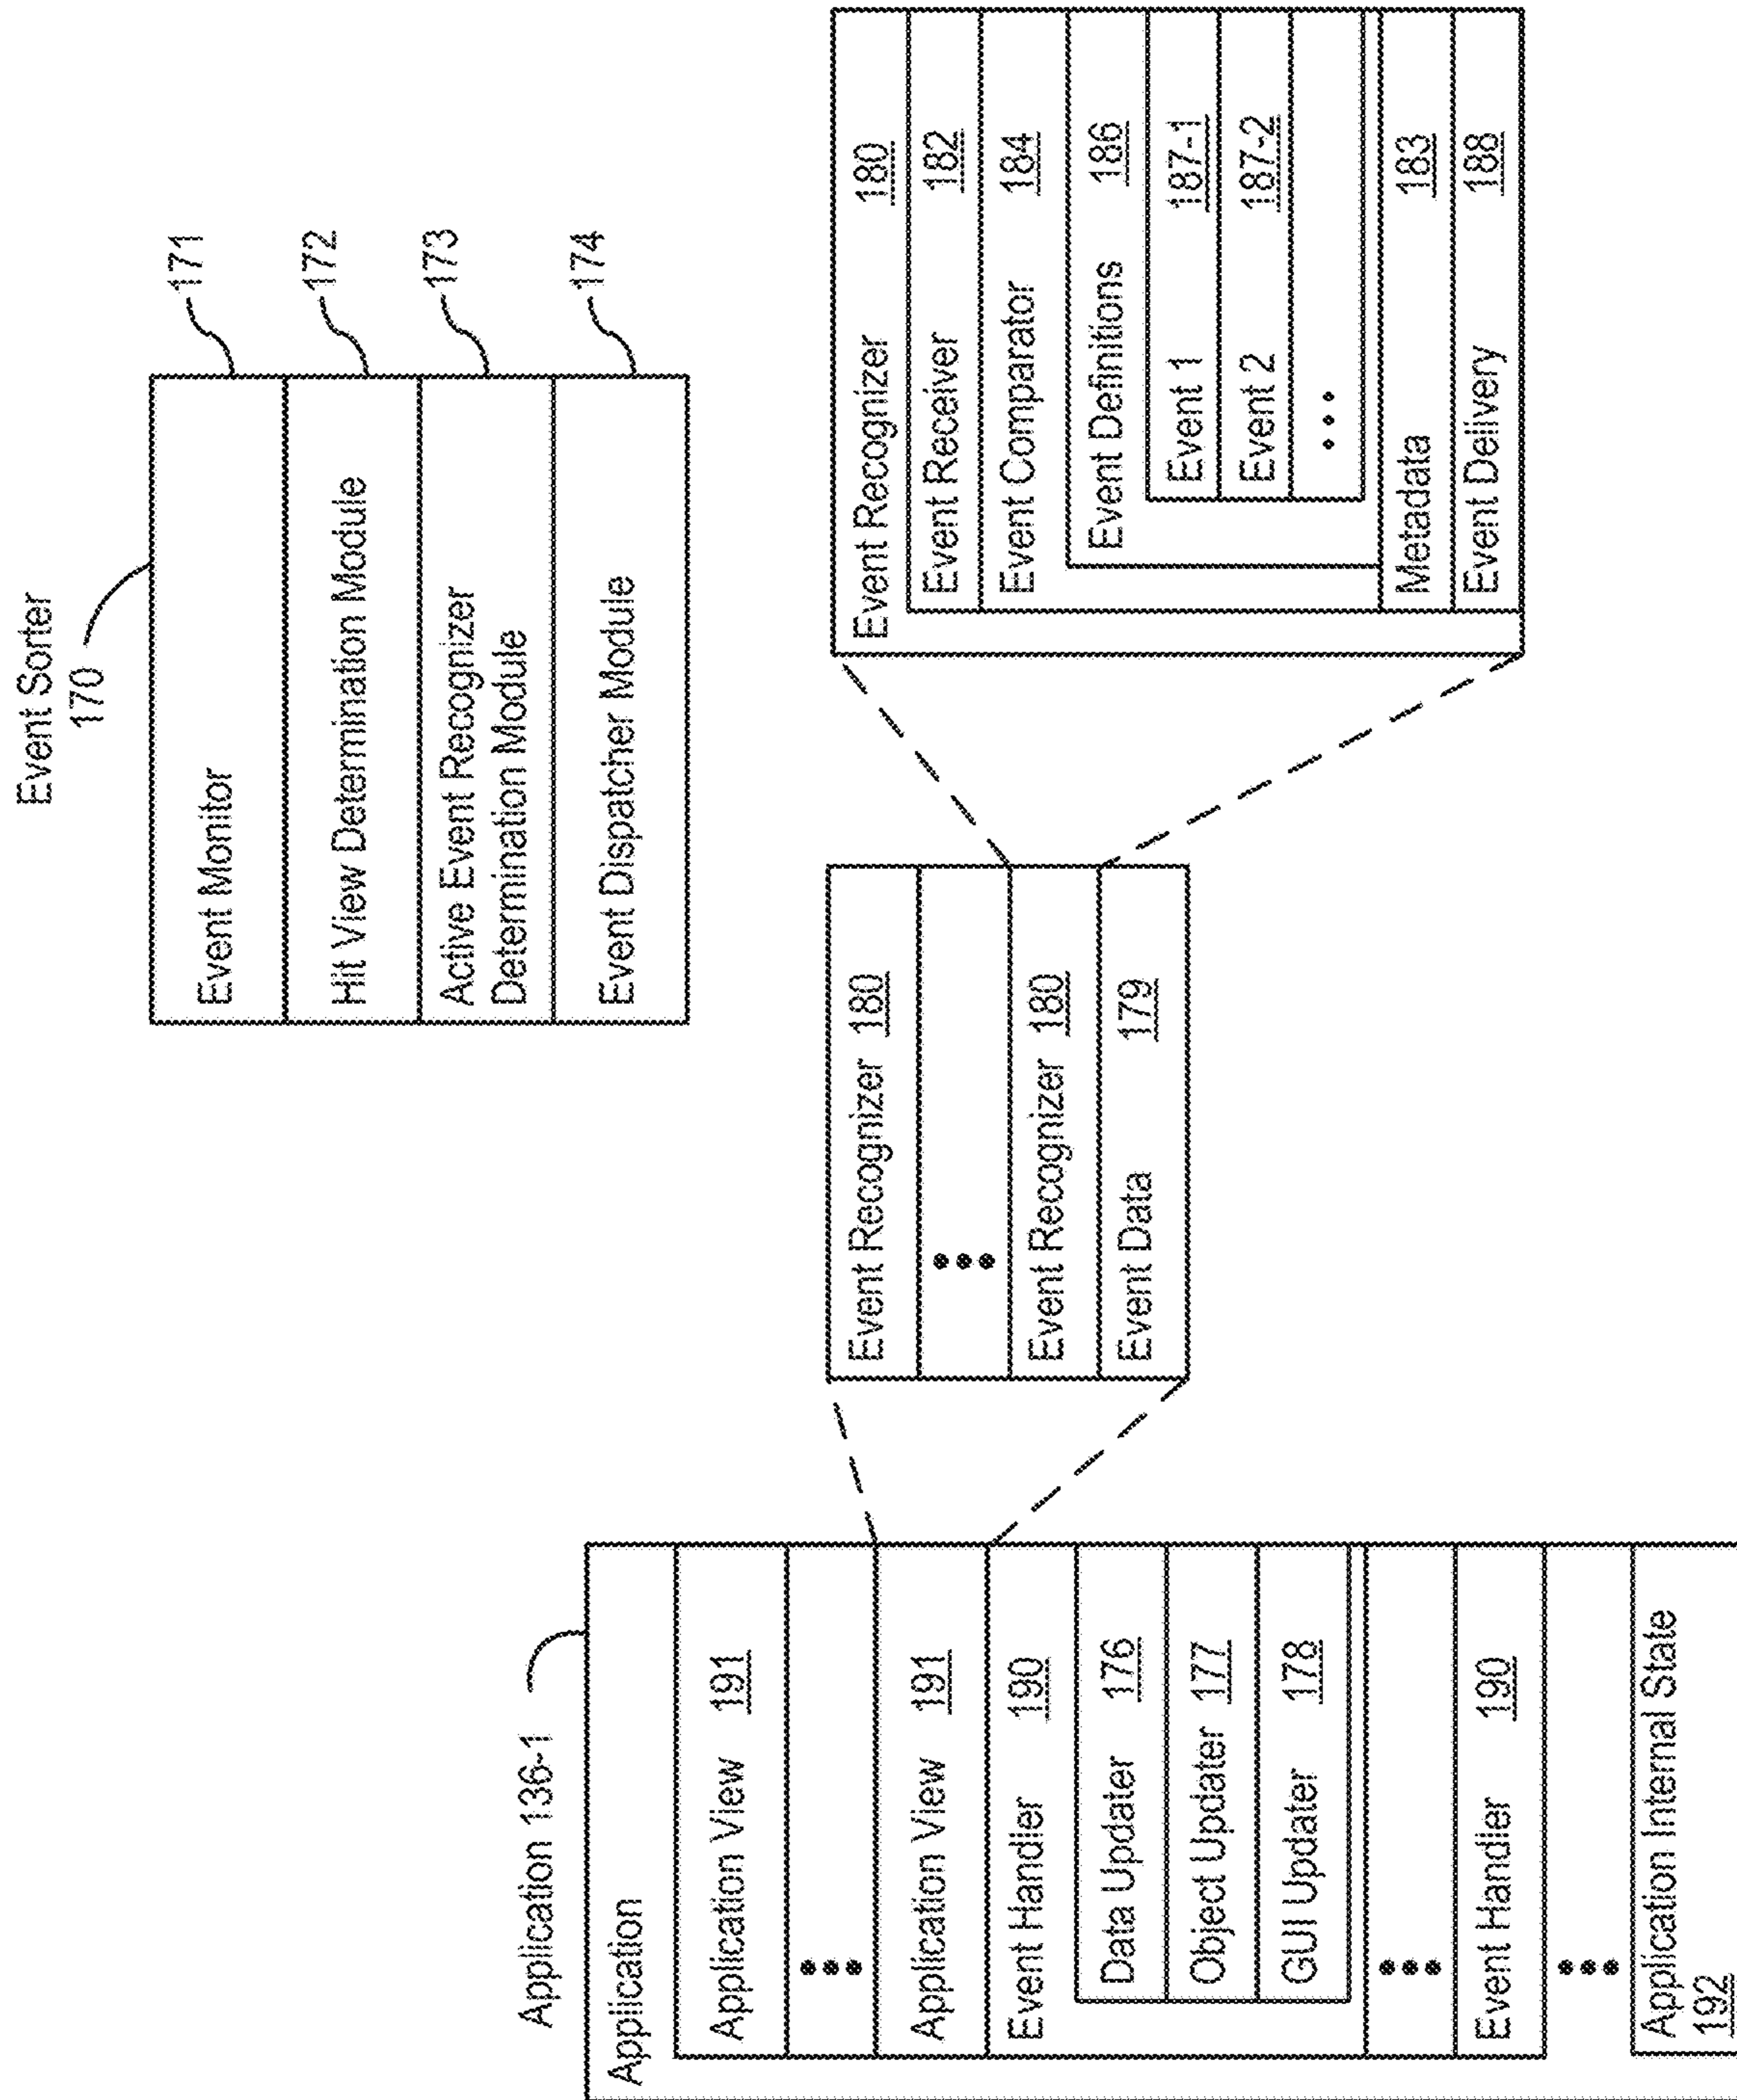 Event Sorter
170
Event Monitor 171
Hit View Determination Module 172
Active Event Recognizer 173
Determination Module
Event Dispatcher Module 174
Application 136-1
Application
Application View 191
•••
Application View 191
Event Handler 190
Data Updater 176
Object Updater 177
GUI Updater 178
•••
Event Handler 190
•••
Application Internal State
192
Event Recognizer 180
•••
Event Recognizer 180
Event Data 179
Event Recognizer 180
Event Receiver 182
Event Comparator 184
Event Definitions 186
Event 1 187-1
Event 2 187-2
•••
Metadata 183
Event Delivery 188